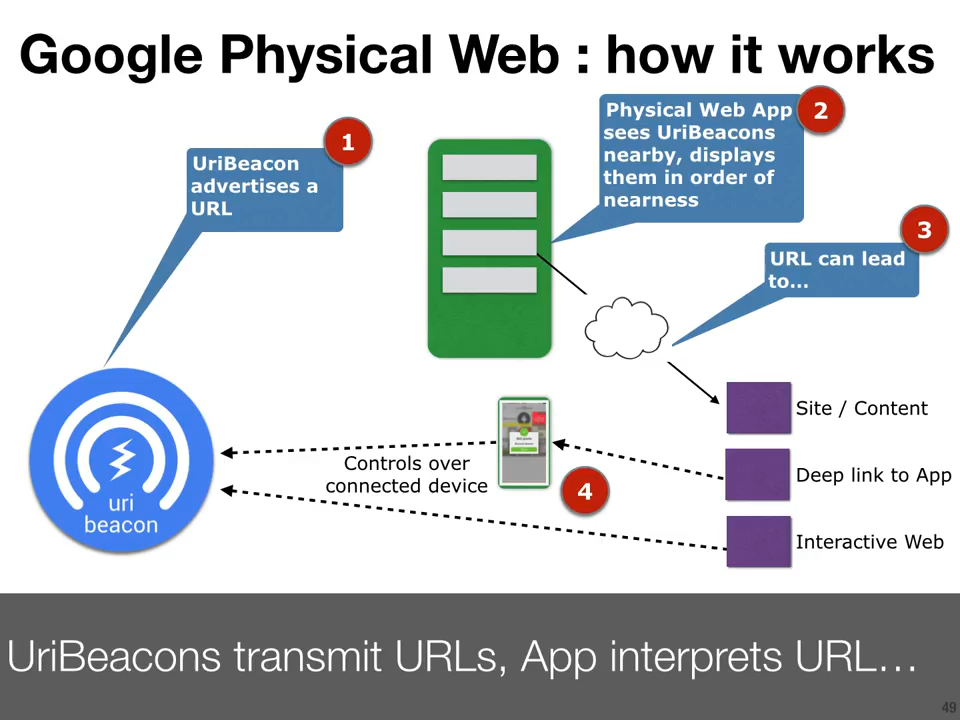 Google Physical Web : how it works
1
UriBeacon
advertises a
URL
2
Physical Web App
sees UriBeacons
nearby, displays
them in order of
nearness
3
URL can lead
to...
Site / Content
Deep link to App
Interactive Web
4
Controls over
connected device
uri
beacon
UriBeacons transmit URLs, App interprets URL...
49